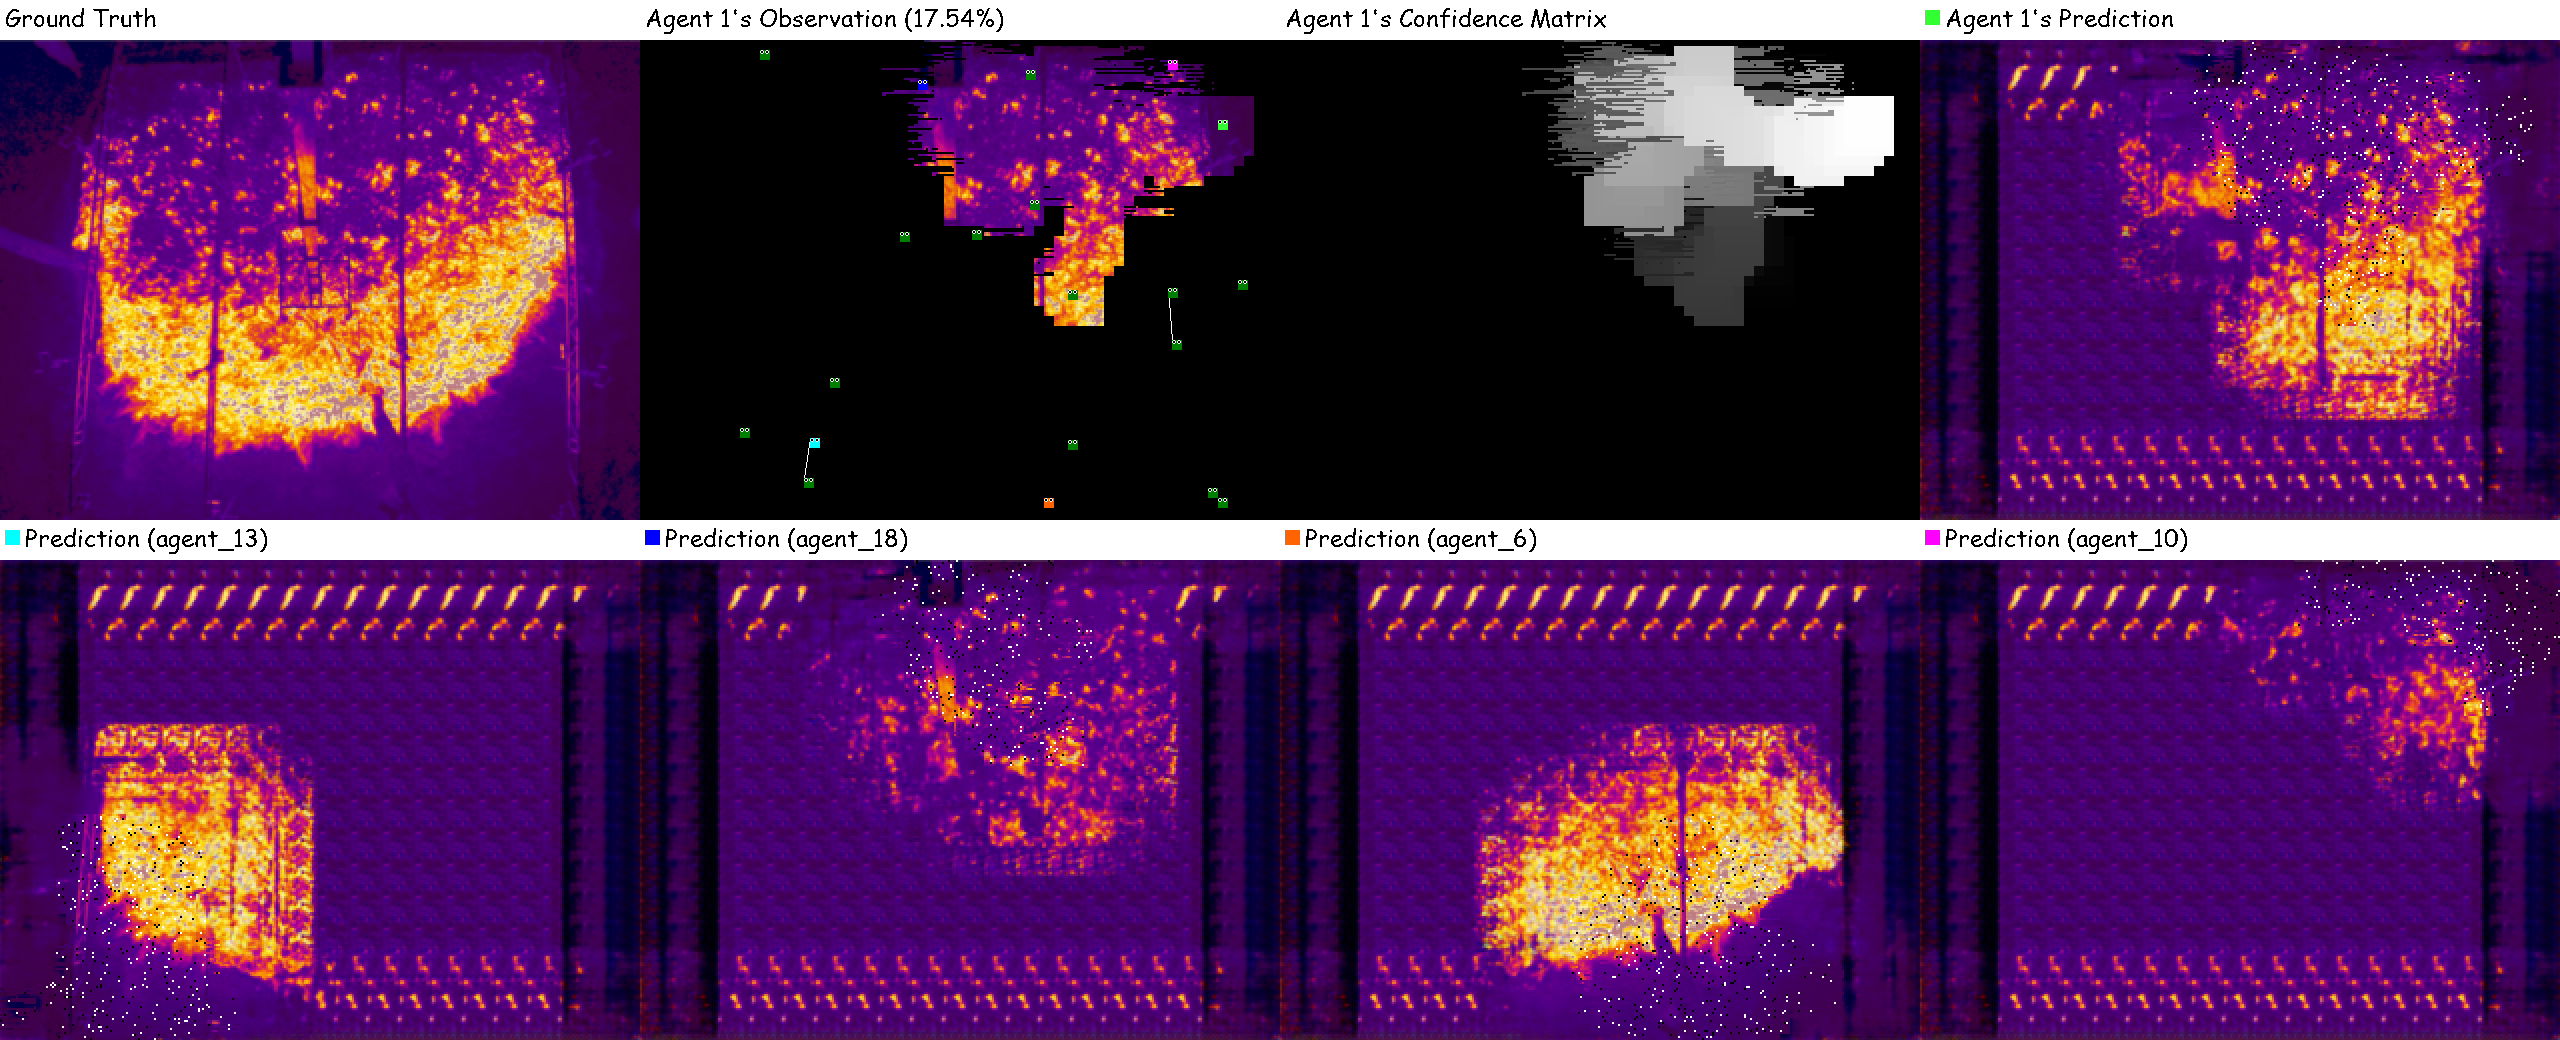 Ground Truth
Agent 1's Observation (17.54%)
Agent 1's Confidence Matrix
Agent 1's Prediction
Prediction (agent_13)
Prediction (agent_18)
Prediction (agent_6)
Prediction (agent_10)